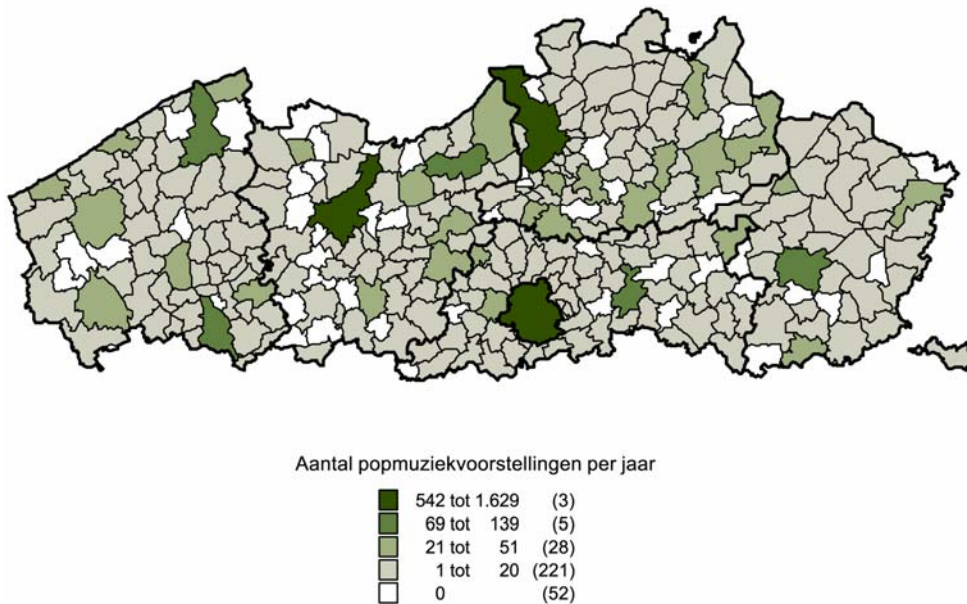 Aantal popmuziekvoorstellingen per jaar
542 tot 1.629 (3)
69 tot 139 (5)
21 tot 51 (28)
1 tot 20 (221)
0 (52)